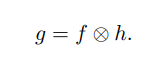 g = f ⊗ h.